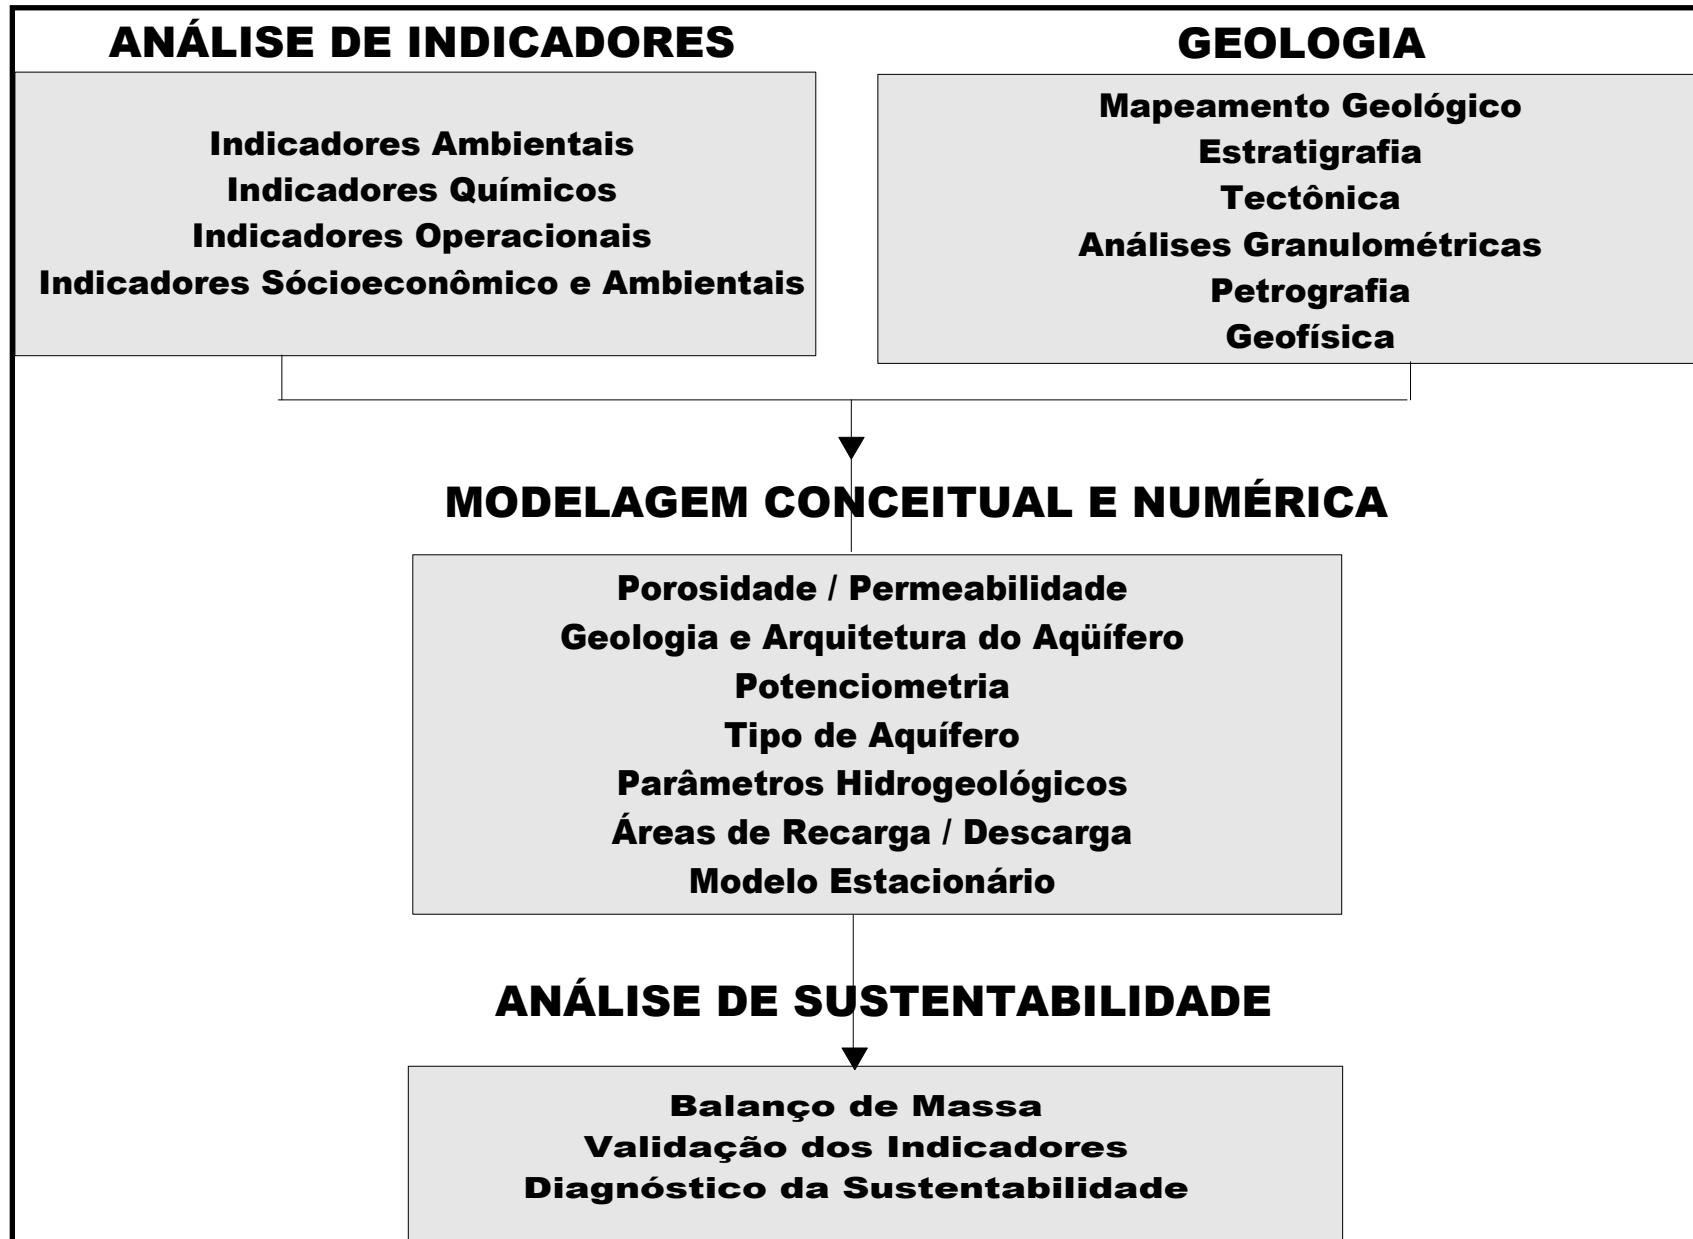 ANÁLISE DE INDICADORES
Indicadores Ambientais
Indicadores Químicos
Indicadores Operacionais
Indicadores Sócioeconômico e Ambientais
GEOLOGIA
Mapeamento Geológico
Estratigrafia
Tectônica
Análises Granulométricas
Petrografia
Geofísica
MODELAGEM CONCEITUAL E NUMÉRICA
Porosidade / Permeabilidade
Geologia e Arquitetura do Aqüífero
Potenciometria
Tipo de Aquífero
Parâmetros Hidrogeológicos
Áreas de Recarga / Descarga
Modelo Estacionário
ANÁLISE DE SUSTENTABILIDADE
Balanço de Massa
Validação dos Indicadores
Diagnóstico da Sustentabilidade